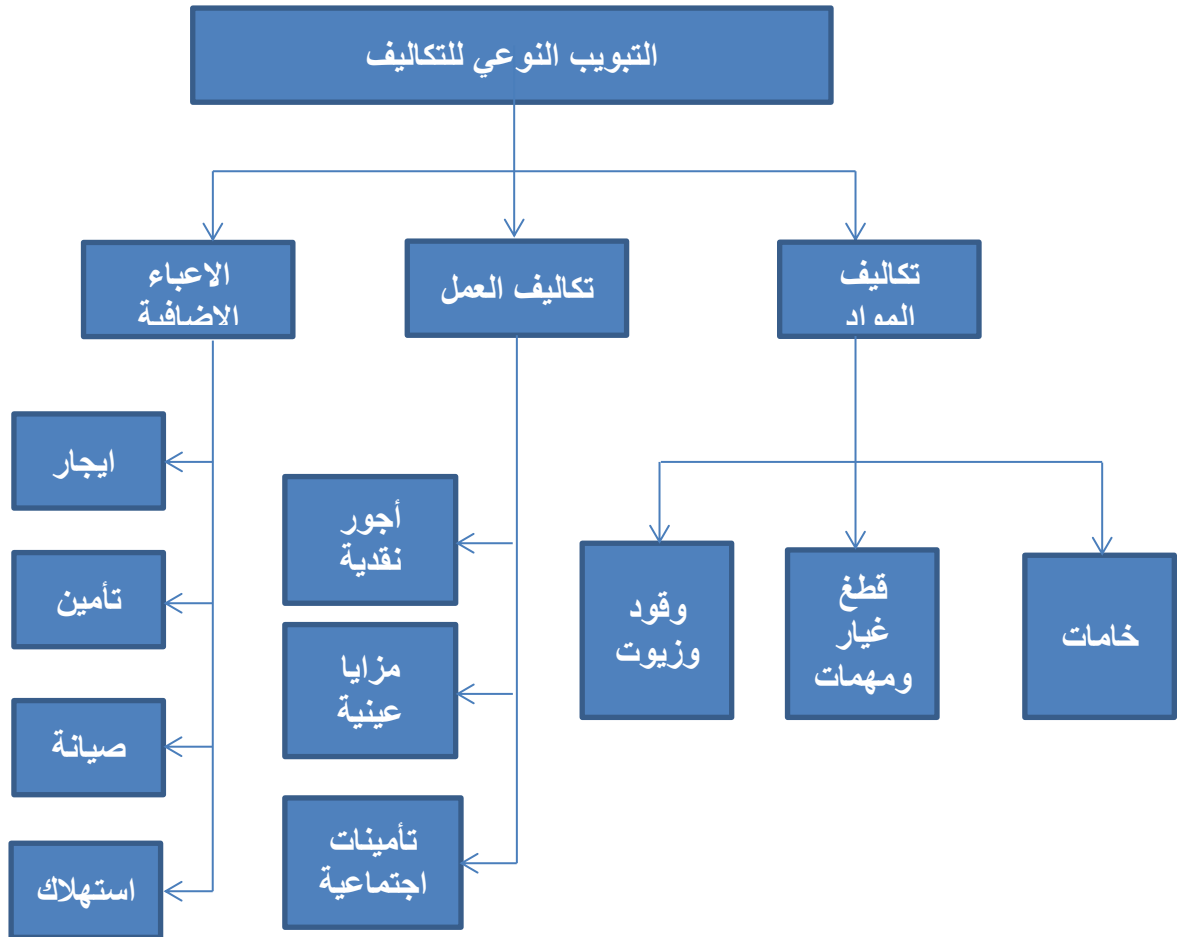 التبويب النوعي للتكاليف
تكاليف
المواد
تكاليف العمل
الاعباء
الاضافية
خامات
قطغ
غيار
ومهمات
وقود
وزيوت
أجور
نقدية
مزايا
عينية
تأمينات
اجتماعية
ايجار
تأمين
صيانة
استهلاك